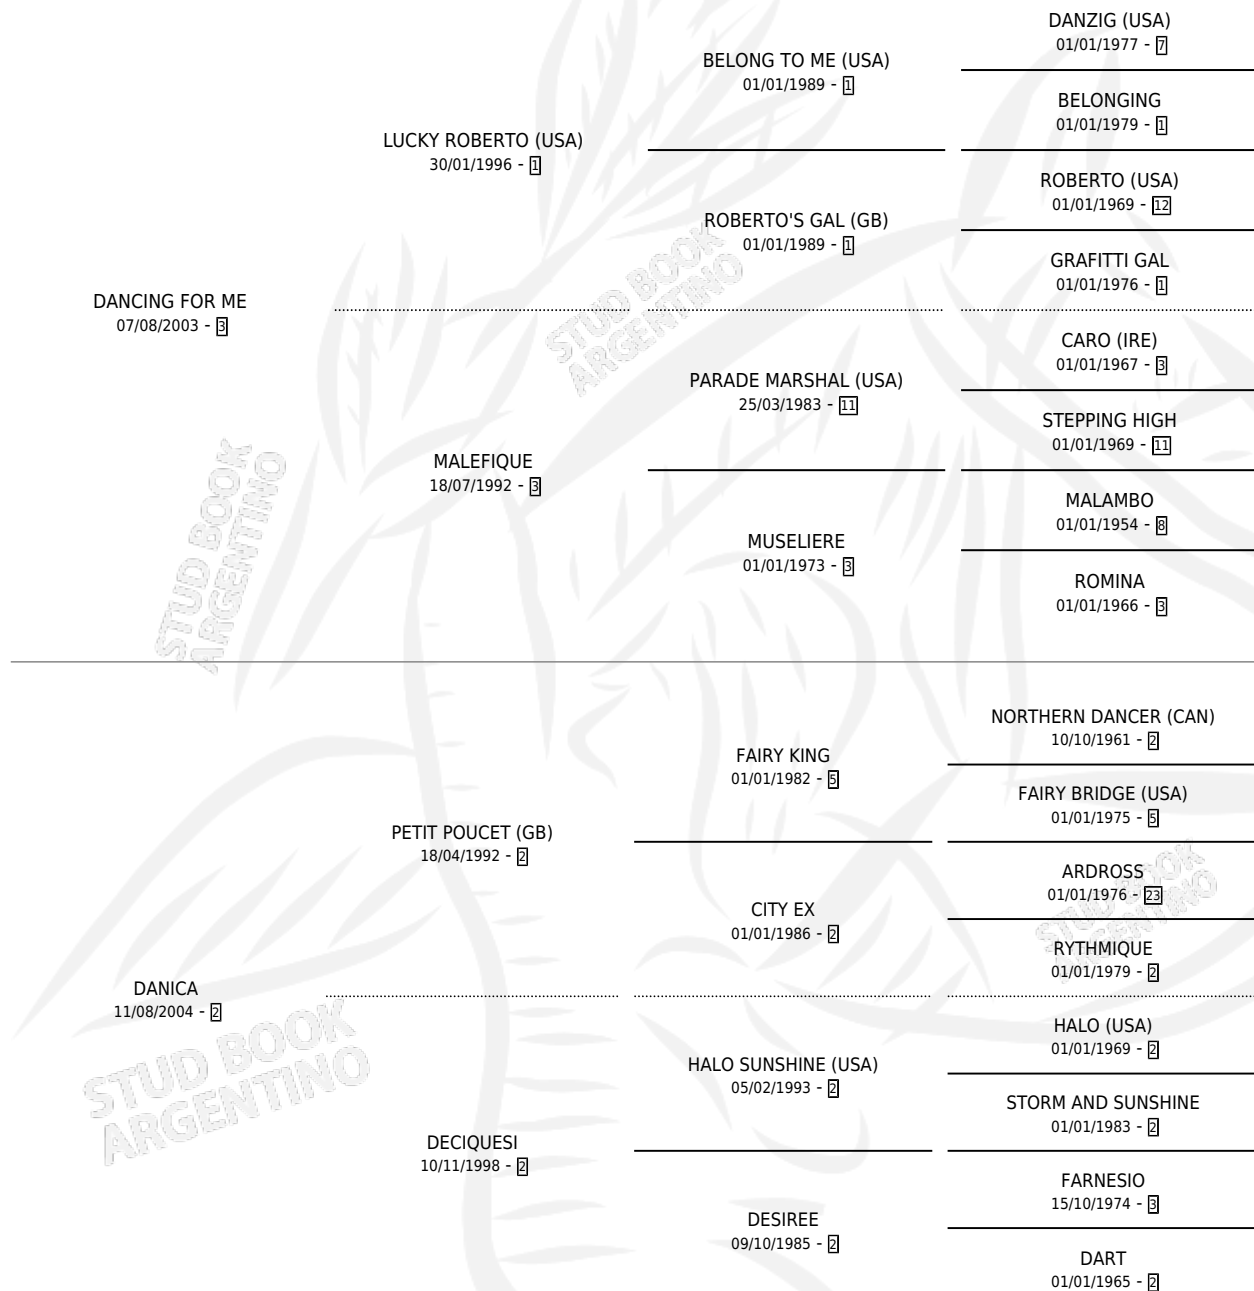 DANZIG (USA)
01/01/1977 - 7
BELONG TO ME (USA)
01/01/1989 - 1
BELONGING
01/01/1979 - 1
LUCKY ROBERTO (USA)
30/01/1996 - 1
ROBERTO (USA)
01/01/1969 - 12
ROBERTO'S GAL (GB)
01/01/1989 - 1
GRAFITTI GAL
01/01/1976 - 1
DANCING FOR ME
07/08/2003 - 3
CARO (IRE)
01/01/1967 - 3
PARADE MARSHAL (USA)
25/03/1983 - 11
STEPPING HIGH
01/01/1969 - 11
MALEFIQUE
18/07/1992 - 3
MALAMBO
01/01/1954 - 8
MUSELIERE
01/01/1973 - 3
ROMINA
01/01/1966 - 3
NORTHERN DANCER (CAN)
10/10/1961 - 2
FAIRY KING
01/01/1982 - 5
FAIRY BRIDGE (USA)
01/01/1975 - 5
PETIT POUCET (GB)
18/04/1992 - 2
ARDROSS
01/01/1976 - 23
CITY EX
01/01/1986 - 2
RYTHMIQUE
01/01/1979 - 2
DANICA
11/08/2004 - 2
HALO (USA)
01/01/1969 - 2
HALO SUNSHINE (USA)
05/02/1993 - 2
STORM AND SUNSHINE
01/01/1983 - 2
DECIQUESI
10/11/1998 - 2
FARNESIO
15/10/1974 - 3
DESIREE
09/10/1985 - 2
DART
01/01/1965 - 2
STUD BOOK
ARGENTINO
STUD BOOK
ARGENTINO
STUD BOOK
ARGENTINO
STUD BOOK
ARGENTINO